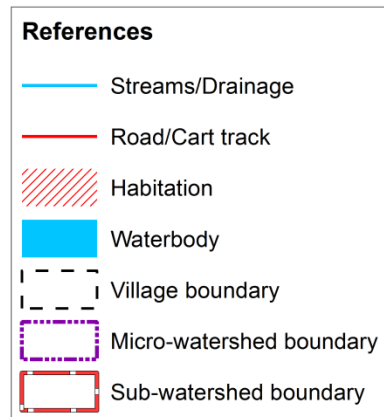 References
Streams/Drainage
Road/Cart track
Habitation
Waterbody
Village boundary
Micro-watershed boundary
Sub-watershed boundary